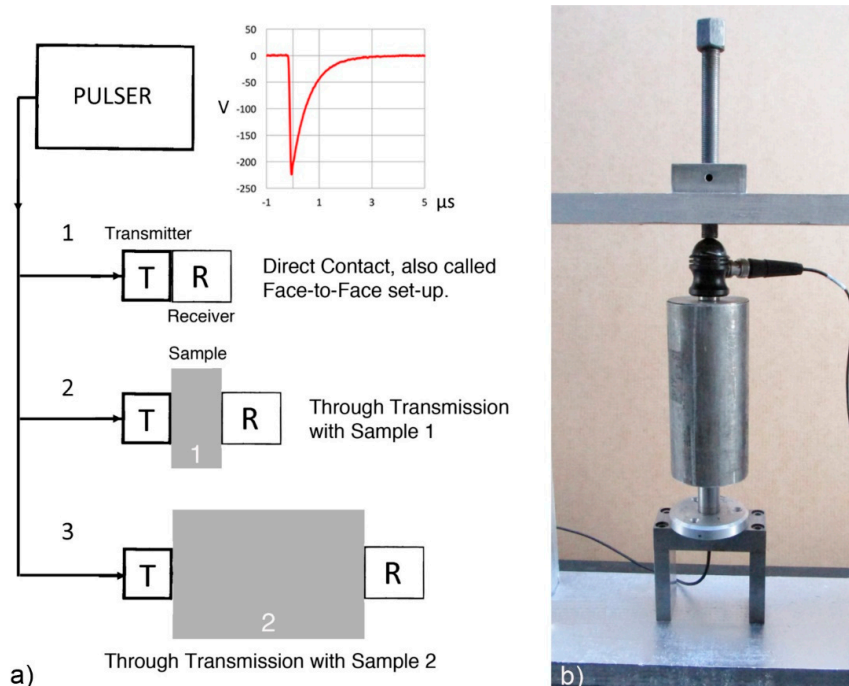 PULSER
50
0
-50
V
-100
-150
-200
-250
-1
1
3
5
µs
1
Transmitter
T
R
Direct Contact, also called
Face-to-Face set-up.
Receiver
Sample
2
T
R
Through Transmission
with Sample 1
1
3
T
R
2
Through Transmission with Sample 2
a)
b)